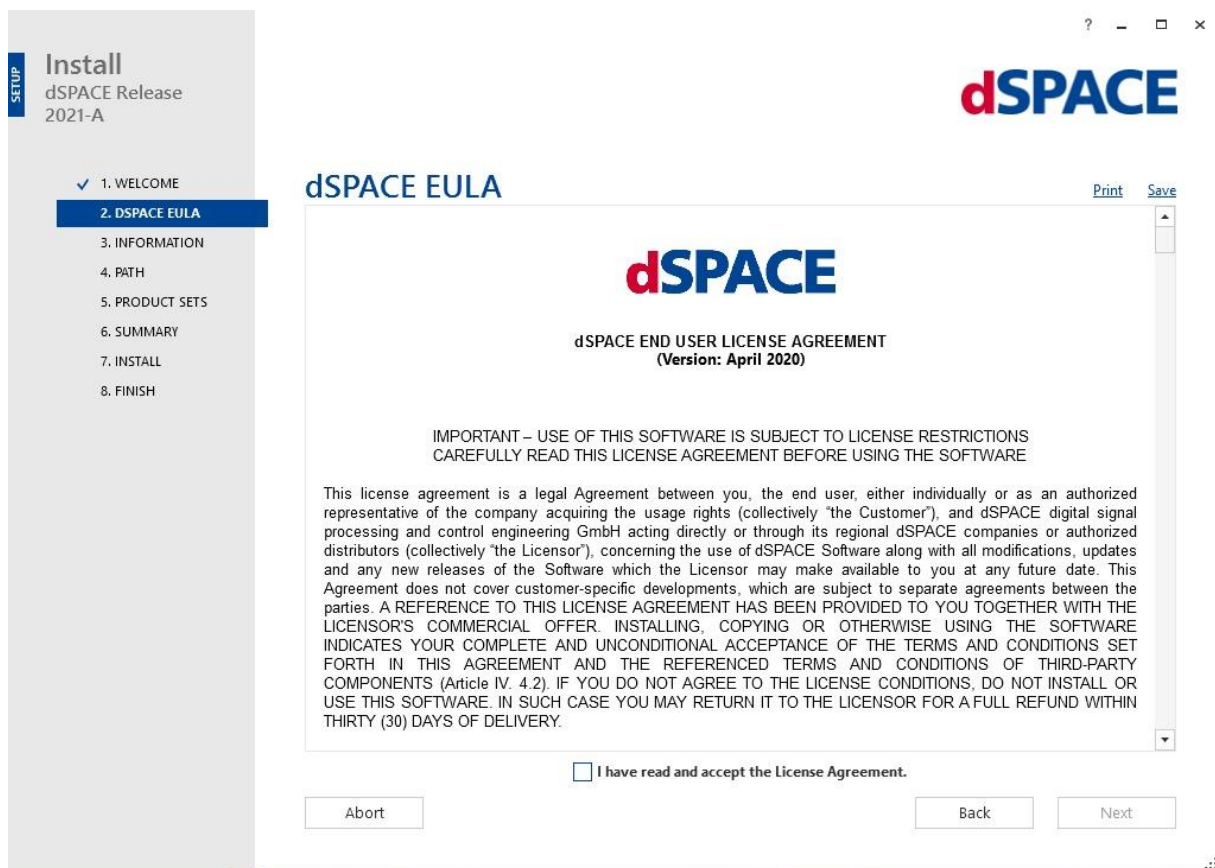 ?
SETUP
Install
dSPACE Release
2021-A
dSPACE
1. WELCOME
2. DSPACE EULA
3. INFORMATION
4. PATH
5. PRODUCT SETS
6. SUMMARY
7. INSTALL
8. FINISH
dSPACE EULA
Print Save
dSPACE
dSPACE END USER LICENSE AGREEMENT
(Version: April 2020)
IMPORTANT – USE OF THIS SOFTWARE IS SUBJECT TO LICENSE RESTRICTIONS
CAREFULLY READ THIS LICENSE AGREEMENT BEFORE USING THE SOFTWARE
This license agreement is a legal Agreement between you, the end user, either individually or as an authorized
representative of the company acquiring the usage rights (collectively “the Customer”), and dSPACE digital signal
processing and control engineering GmbH acting directly or through its regional dSPACE companies or authorized
distributors (collectively “the Licensor”), concerning the use of dSPACE Software along with all modifications, updates
and any new releases of the Software which the Licensor may make available to you at any future date. This
Agreement does not cover customer-specific developments, which are subject to separate agreements between the
parties. A REFERENCE TO THIS LICENSE AGREEMENT HAS BEEN PROVIDED TO YOU TOGETHER WITH THE
LICENSOR'S COMMERCIAL OFFER. INSTALLING, COPYING OR OTHERWISE USING THE SOFTWARE
INDICATES YOUR COMPLETE AND UNCONDITIONAL ACCEPTANCE OF THE TERMS AND CONDITIONS SET
FORTH IN THIS AGREEMENT AND THE REFERENCED TERMS AND CONDITIONS OF THIRD-PARTY
COMPONENTS (Article IV. 4.2). IF YOU DO NOT AGREE TO THE LICENSE CONDITIONS, DO NOT INSTALL OR
USE THIS SOFTWARE. IN SUCH CASE YOU MAY RETURN IT TO THE LICENSOR FOR A FULL REFUND WITHIN
THIRTY (30) DAYS OF DELIVERY.
I have read and accept the License Agreement.
Abort Back Next